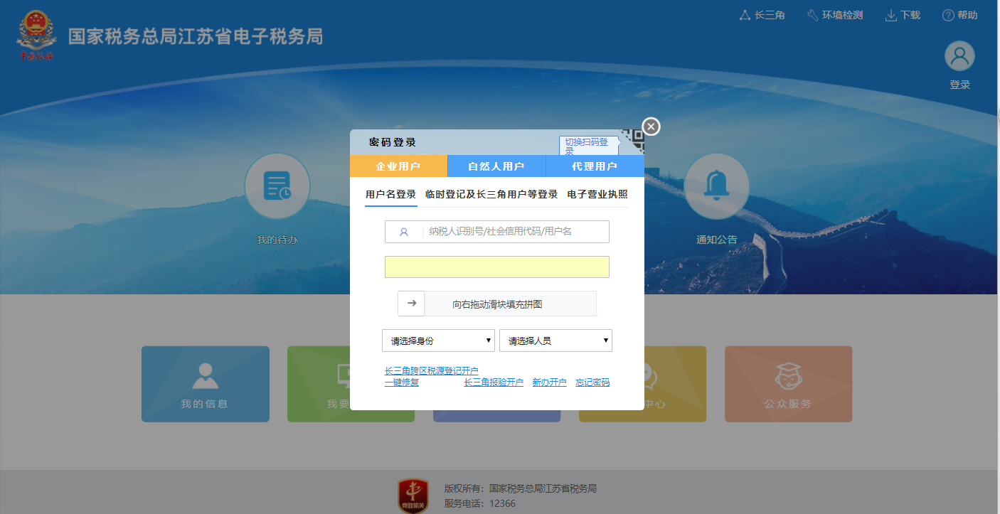 长三角
环境检测
下载
帮助
国家税务总局江苏省电子税务局
登录
密码登录
切换扫码登
录
企业用户
自然人用户
代理用户
用户名登录
临时登记及长三角用户等登录
电子营业执照
纳税人识别号/社会信用代码/用户名
我的待办
通知公告
向右拖动滑块填充拼图
请选择身份
请选择人员
长三角跨区税源登记开户
一键修复
长三角报验开户
新办开户
忘记密码
我的信息
我要
中心
公众服务
党政机关
版权所有：国家税务总局江苏省税务局
服务电话：12366